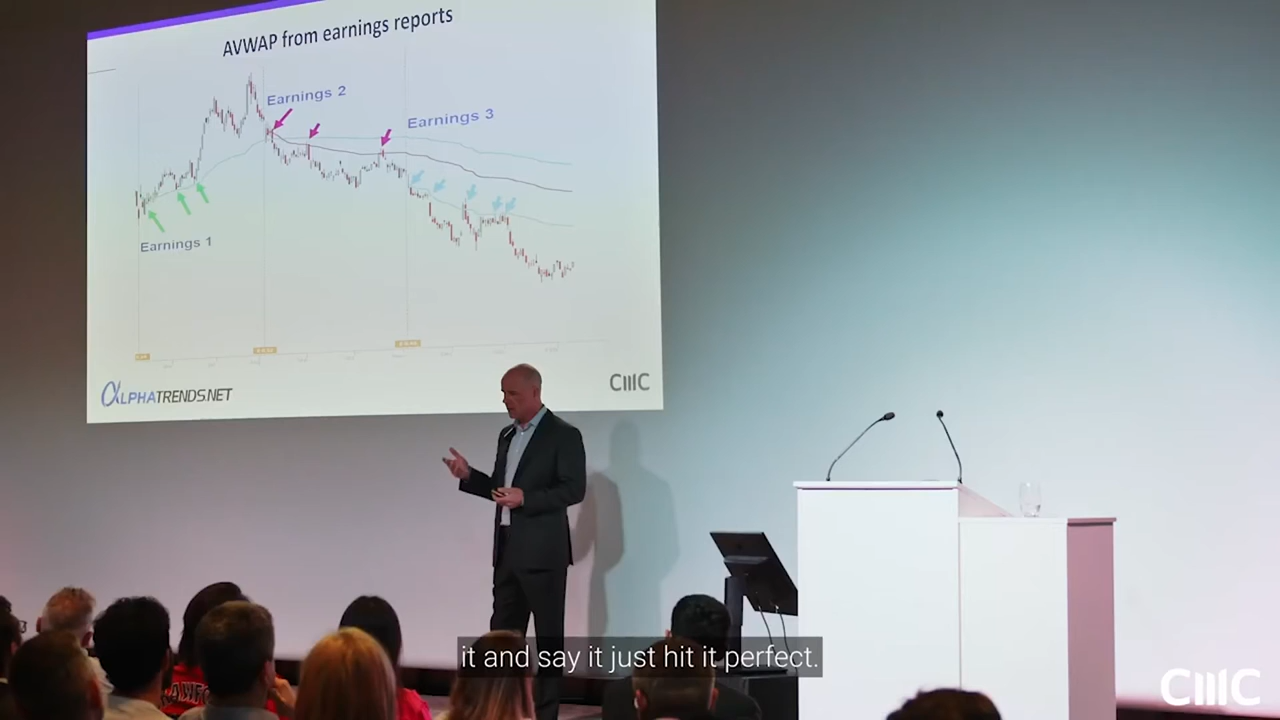 AVWAP from earnings reports
Earnings 2
Earnings 3
Earnings 1
ALPHATRENDS.NET
CMC
it and say it just hit it perfect.
CMC